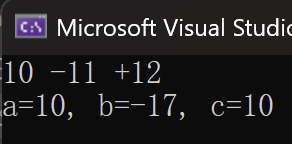 Microsoft Visual Studio
10 -11 +12
a=10, b=-17, c=10